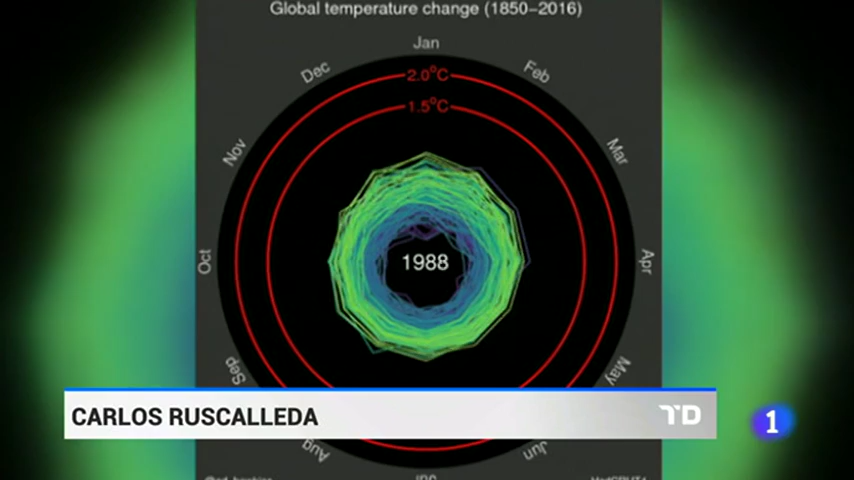 Global temperature change (1850–2016)
Jan
Dec
Feb
2.0°C
1.5°C
Nov
Mar
1988
Oct
Apr
Sep
May
CARLOS RUSCALLEDA
TD
1
Aug
Jun